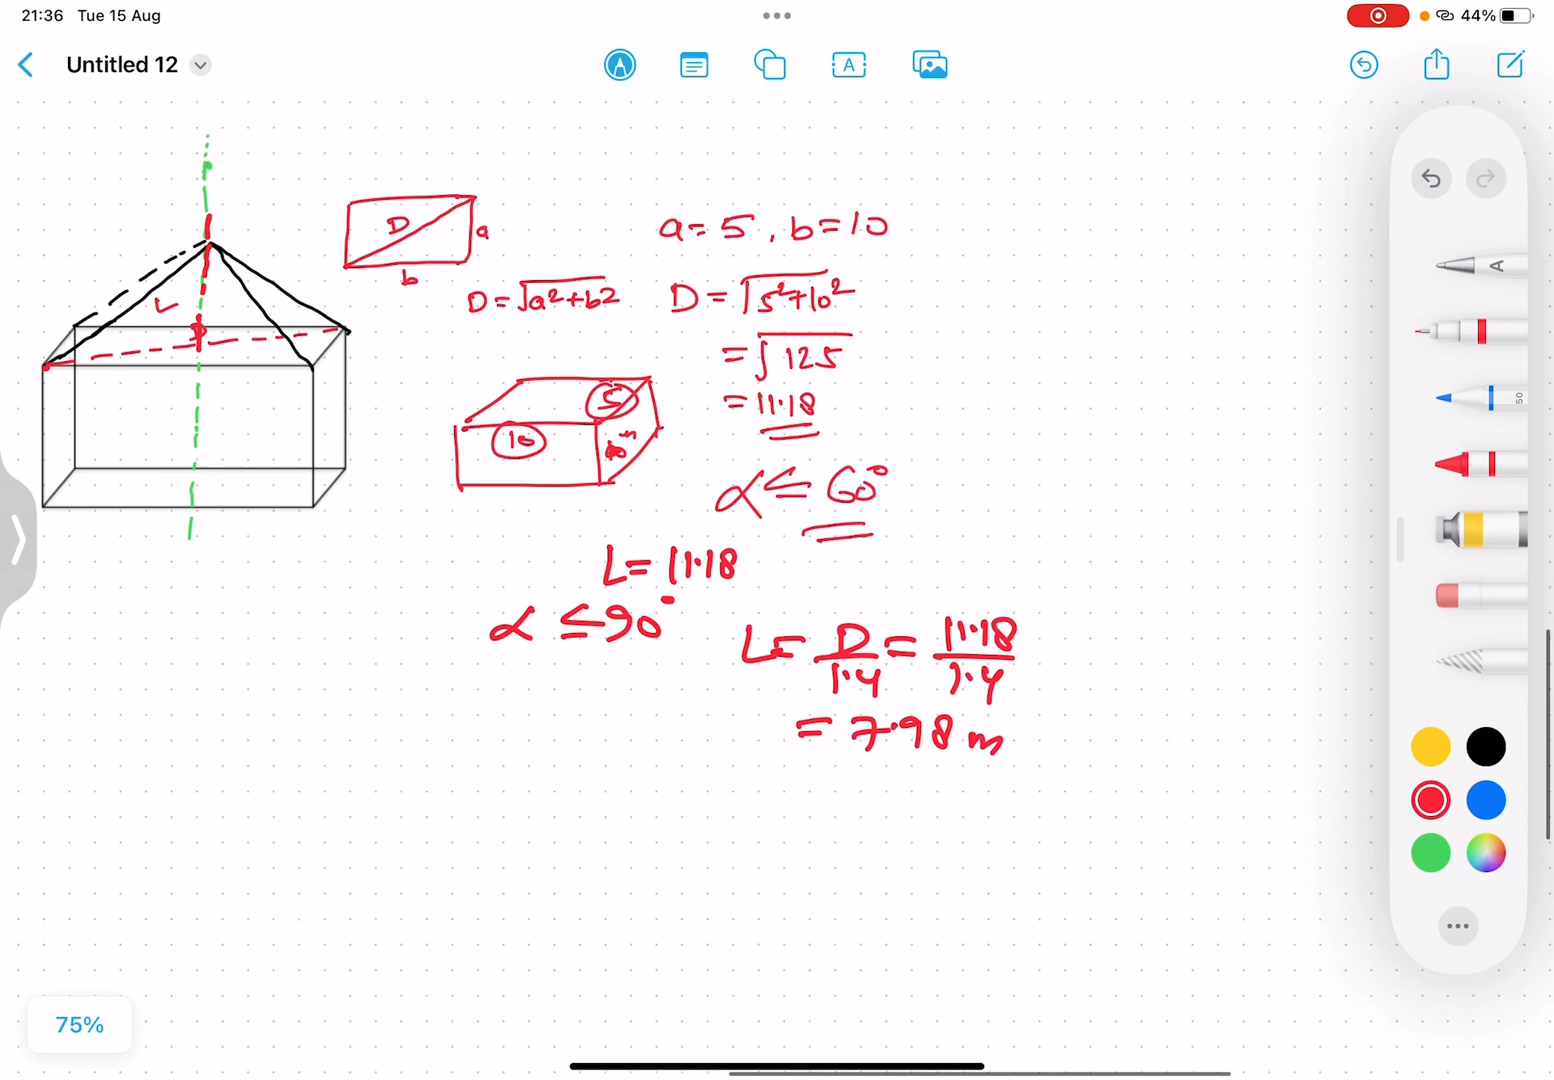 21:36 Tue 15 Aug
44%
Untitled 12
A
A
50
D
a
b
L
a = 5 , b = 10
D = √a²+b2
D = √5²+10²
= √125
= 11.18
5
10
α ≤ 60°
L = 11.18
α ≤ 90°
L = D/1.4 = 11.18/1.4
= 7.98 m
75%